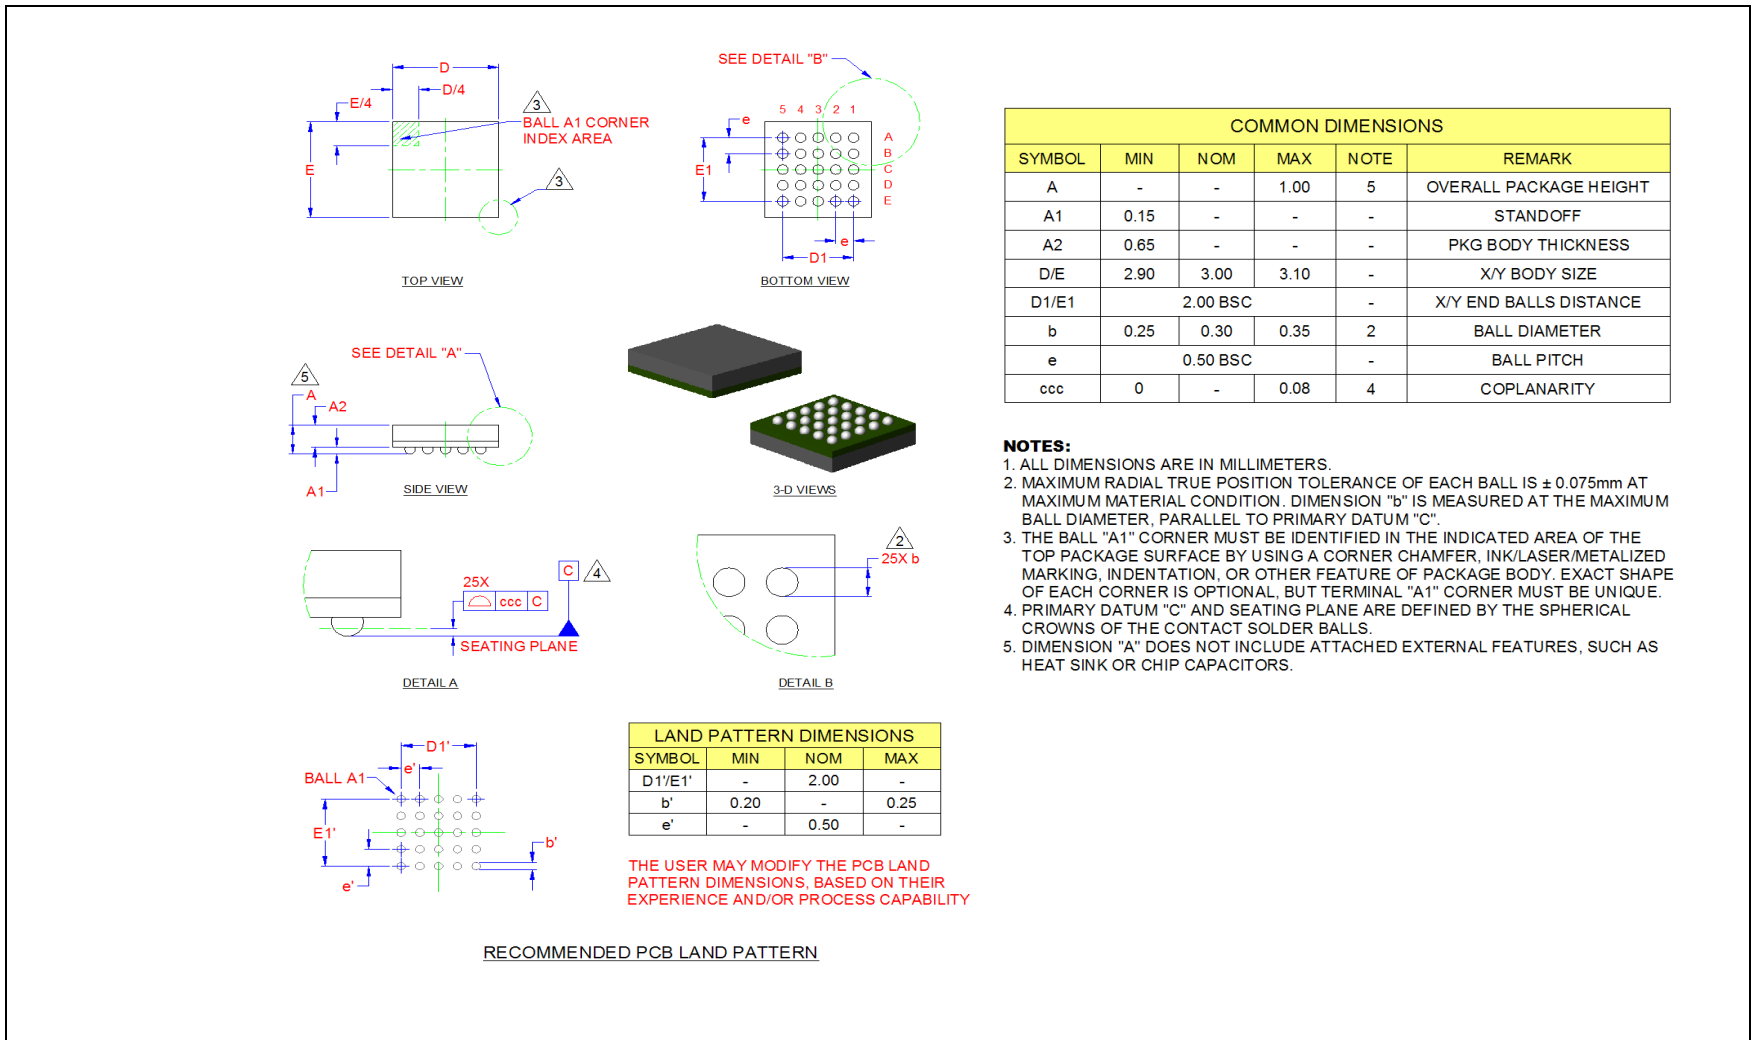 D
D/4
E/4
3
BALL A1 CORNER
INDEX AREA
E
3
TOP VIEW
SEE DETAIL "B"
5 4 3 2 1
e
A
B
E1
C
D
E
e
D1
BOTTOM VIEW
SEE DETAIL "A"
5
A
A2
A1
SIDE VIEW
3-D VIEWS
25X
ccc C
C
4
SEATING PLANE
DETAIL A
2
25X b
DETAIL B
D1'
e'
BALL A1
E1'
b'
e'
LAND PATTERN DIMENSIONS
SYMBOL MIN NOM MAX
D1'/E1' - 2.00 -
b' 0.20 - 0.25
e' - 0.50 -
THE USER MAY MODIFY THE PCB LAND
PATTERN DIMENSIONS, BASED ON THEIR
EXPERIENCE AND/OR PROCESS CAPABILITY
RECOMMENDED PCB LAND PATTERN
COMMON DIMENSIONS
SYMBOL MIN NOM MAX NOTE REMARK
A - - 1.00 5 OVERALL PACKAGE HEIGHT
A1 0.15 - - - STANDOFF
A2 0.65 - - - PKG BODY THICKNESS
D/E 2.90 3.00 3.10 - X/Y BODY SIZE
D1/E1 2.00 BSC - X/Y END BALLS DISTANCE
b 0.25 0.30 0.35 2 BALL DIAMETER
e 0.50 BSC - BALL PITCH
ccc 0 - 0.08 4 COPLANARITY
NOTES:
1. ALL DIMENSIONS ARE IN MILLIMETERS.
2. MAXIMUM RADIAL TRUE POSITION TOLERANCE OF EACH BALL IS ± 0.075mm AT
MAXIMUM MATERIAL CONDITION. DIMENSION "b" IS MEASURED AT THE MAXIMUM
BALL DIAMETER, PARALLEL TO PRIMARY DATUM "C".
3. THE BALL "A1" CORNER MUST BE IDENTIFIED IN THE INDICATED AREA OF THE
TOP PACKAGE SURFACE BY USING A CORNER CHAMFER, INK/LASER/METALIZED
MARKING, INDENTATION, OR OTHER FEATURE OF PACKAGE BODY. EXACT SHAPE
OF EACH CORNER IS OPTIONAL, BUT TERMINAL "A1" CORNER MUST BE UNIQUE.
4. PRIMARY DATUM "C" AND SEATING PLANE ARE DEFINED BY THE SPHERICAL
CROWNS OF THE CONTACT SOLDER BALLS.
5. DIMENSION "A" DOES NOT INCLUDE ATTACHED EXTERNAL FEATURES, SUCH AS
HEAT SINK OR CHIP CAPACITORS.